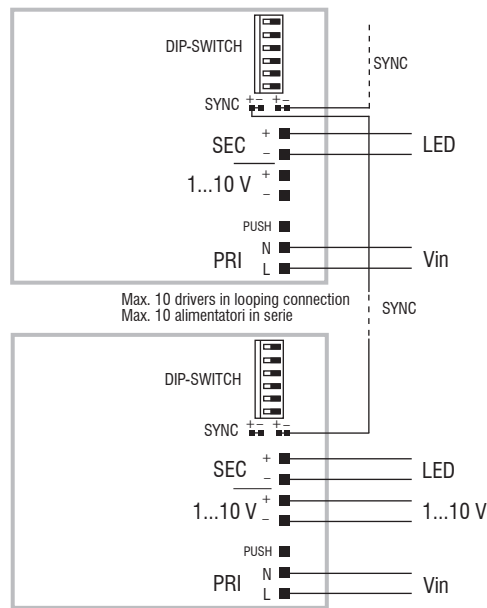 DIP-SWITCH
SYNC
SYNC + - + -
SEC + - LED
1...10 V + -
PUSH
PRI N L Vin
Max. 10 drivers in looping connection
Max. 10 alimentatori in serie
SYNC
DIP-SWITCH
SYNC + - + -
SEC + - LED
1...10 V + - 1...10 V
PUSH
PRI N L Vin